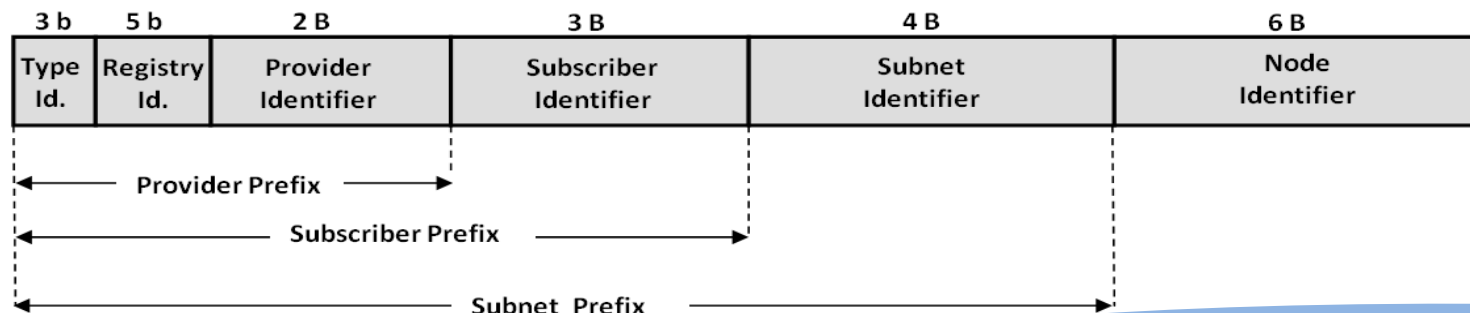 3 b 5 b 2 B 3 B 4 B 6 B
Type Registry Provider Subscriber Subnet Node
Id. Id. Identifier Identifier Identifier Identifier
Provider Prefix
Subscriber Prefix
Subnet Prefix